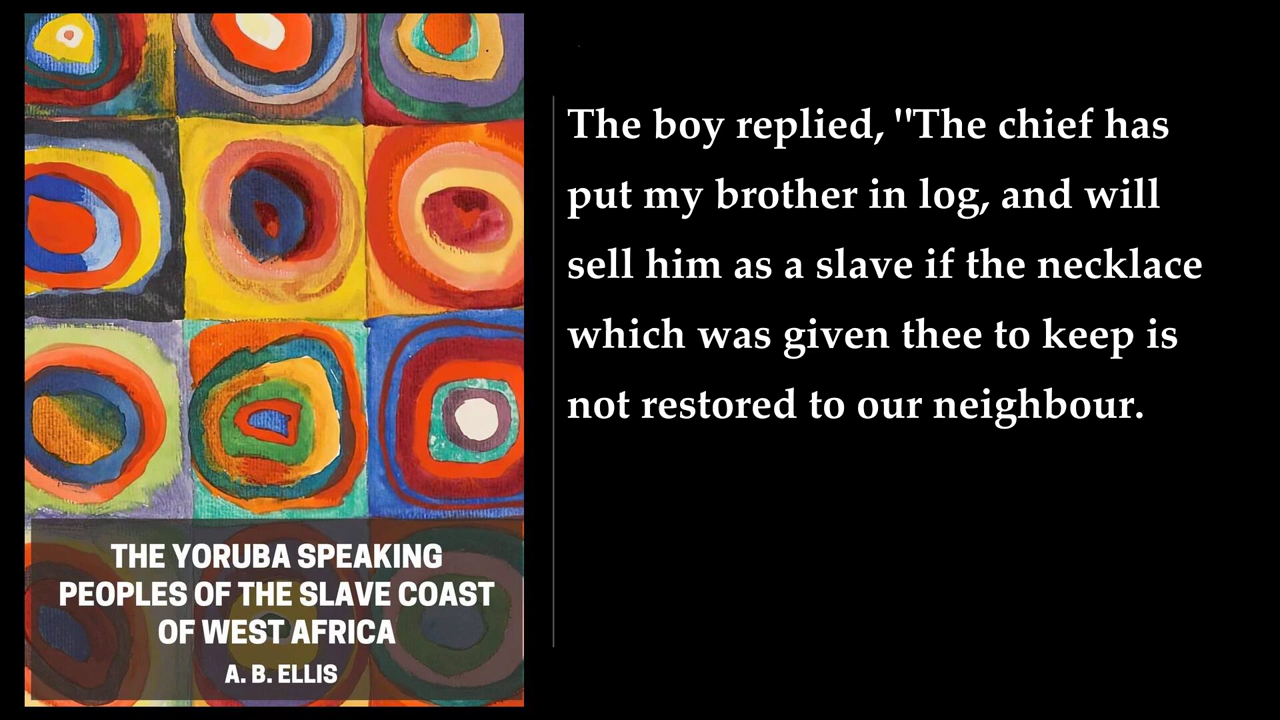 THE YORUBA SPEAKING
PEOPLES OF THE SLAVE COAST
OF WEST AFRICA
A. B. ELLIS
The boy replied, "The chief has
put my brother in log, and will
sell him as a slave if the necklace
which was given thee to keep is
not restored to our neighbour.